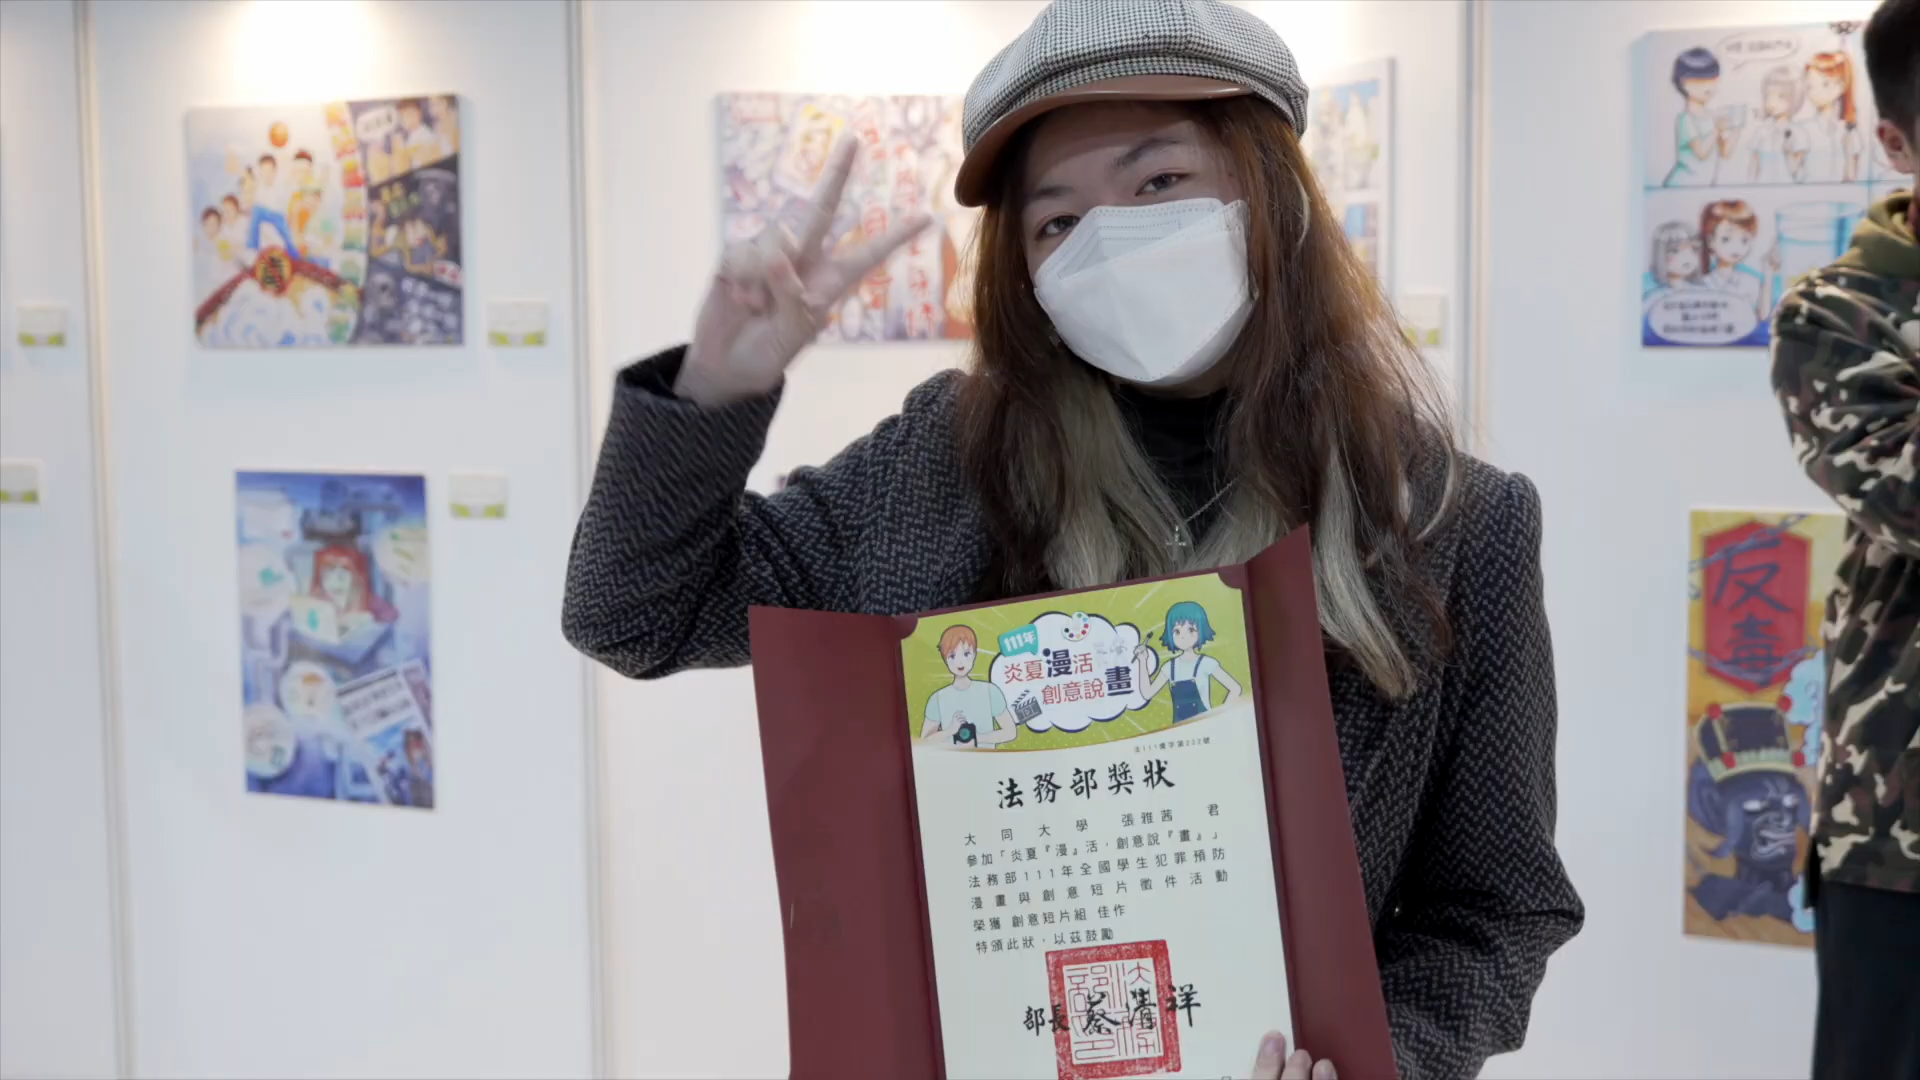 反
毒
111年
炎夏漫活
創意說畫
法務部獎狀
大同大學 張雅茜 君
參加「炎夏『漫』活,創意說『畫』」
法務部111年全國學生犯罪預防
漫畫與創意短片徵件活動
榮獲 創意短片組 佳作
特頒此狀,以茲鼓勵
部長 蔡清祥